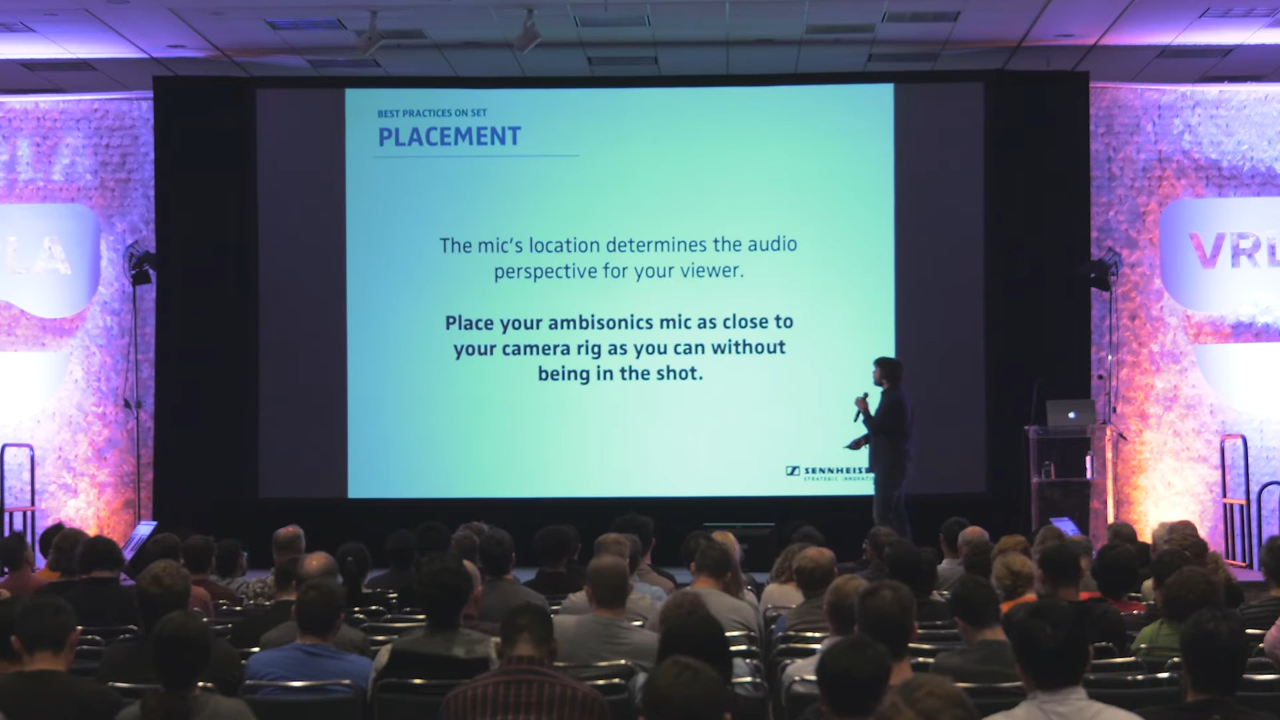 BEST PRACTICES ON SET
PLACEMENT
The mic's location determines the audio
perspective for your viewer.
Place your ambisonics mic as close to
your camera rig as you can without
being in the shot.
STRATEGIC